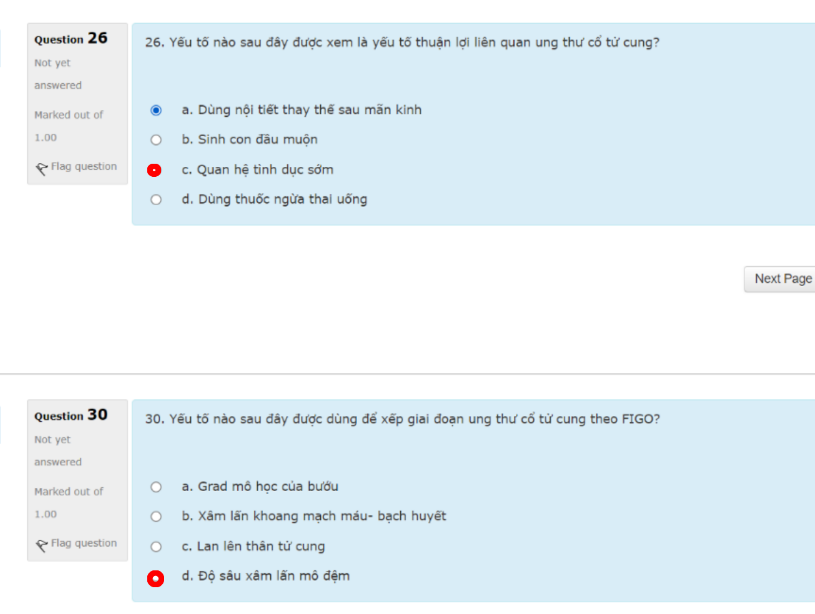 Question 26
Not yet
answered
Marked out of
1.00
Flag question
26. Yếu tố nào sau đây được xem là yếu tố thuận lợi liên quan ung thư cổ tử cung?
a. Dùng nội tiết thay thế sau mãn kinh
b. Sinh con đầu muộn
c. Quan hệ tình dục sớm
d. Dùng thuốc ngừa thai uống
Next Page
Question 30
Not yet
answered
Marked out of
1.00
Flag question
30. Yếu tố nào sau đây được dùng để xếp giai đoạn ung thư cổ tử cung theo FIGO?
a. Grad mô học của bướu
b. Xâm lấn khoang mạch máu- bạch huyết
c. Lan lên thân tử cung
d. Độ sâu xâm lấn mô đệm